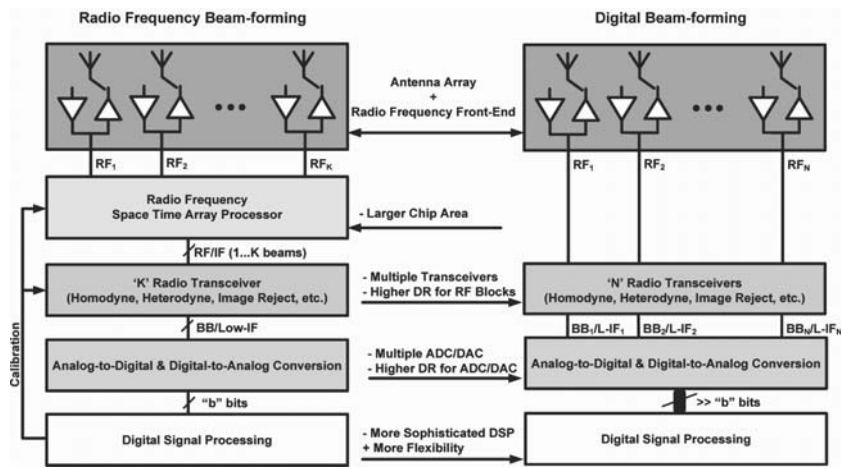 Radio Frequency Beam-forming
Digital Beam-forming
Antenna Array
+
Radio Frequency Front-End
RF1
RF2
RFK
RF1
RF2
RFN
Radio Frequency
Space Time Array Processor
- Larger Chip Area
RF/IF (1...K beams)
'K' Radio Transceiver
(Homodyne, Heterodyne, Image Reject, etc.)
- Multiple Transceivers
- Higher DR for RF Blocks
'N' Radio Transceivers
(Homodyne, Heterodyne, Image Reject, etc.)
BB/Low-IF
BB1/L-IF1
BB2/L-IF2
BBN/L-IFN
Calibration
Analog-to-Digital & Digital-to-Analog Conversion
- Multiple ADC/DAC
- Higher DR for ADC/DAC
Analog-to-Digital & Digital-to-Analog Conversion
"b" bits
>> "b" bits
Digital Signal Processing
- More Sophisticated DSP
+ More Flexibility
Digital Signal Processing